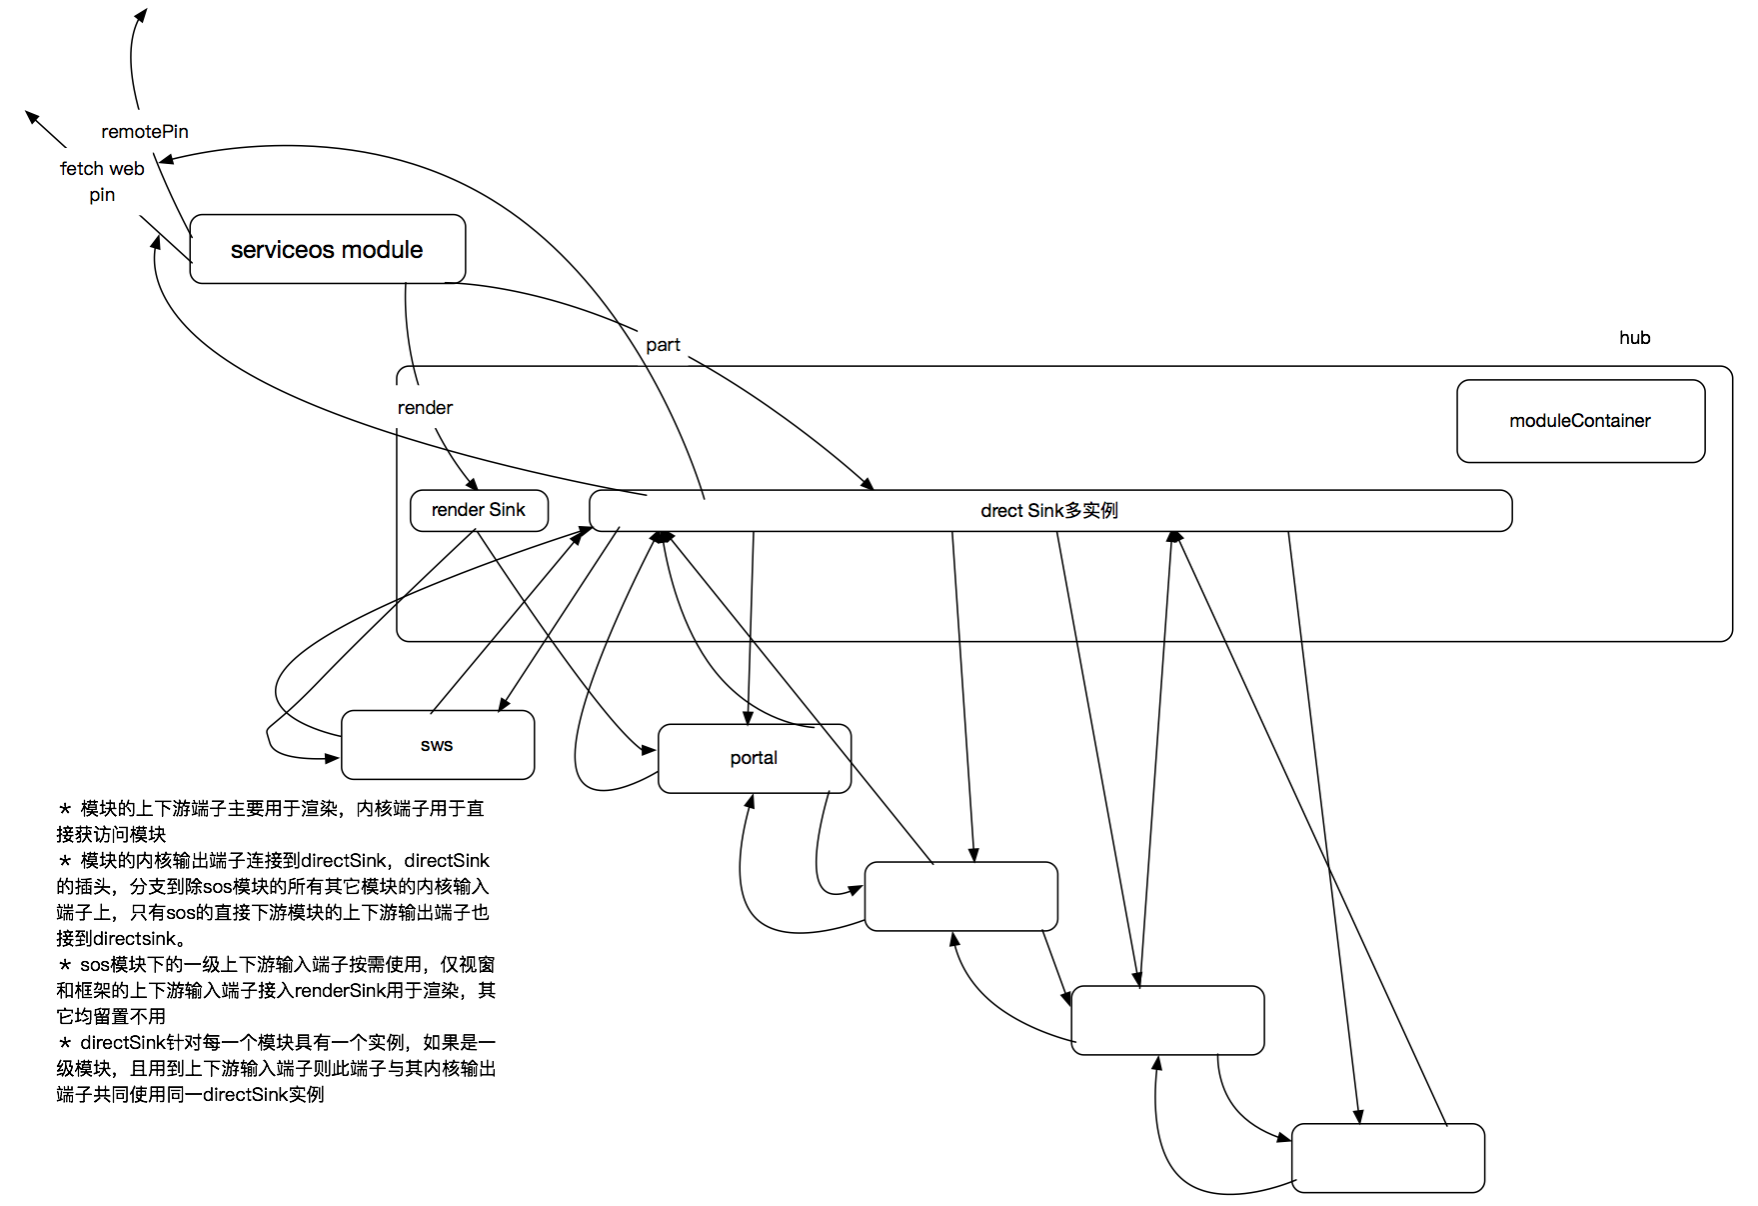 remotePin
fetch web
pin
serviceos module
part
hub
render
moduleContainer
render Sink
drect Sink多实例
sws
portal
* 模块的上下游端子主要用于渲染，内核端子用于直
接获访问模块
* 模块的内核输出端子连接到directSink，directSink
的插头，分支到除sos模块的所有其它模块的内核输入
端子上，只有sos的直接下游模块的上下游输出端子也
接到directsink。
* sos模块下的一级上下游输入端子按需使用，仅视窗
和框架的上下游输入端子接入renderSink用于渲染，其
它均留置不用
* directSink针对每一个模块具有一个实例，如果是一
级模块，且用到上下游输入端子则此端子与其内核输出
端子共同使用同一directSink实例